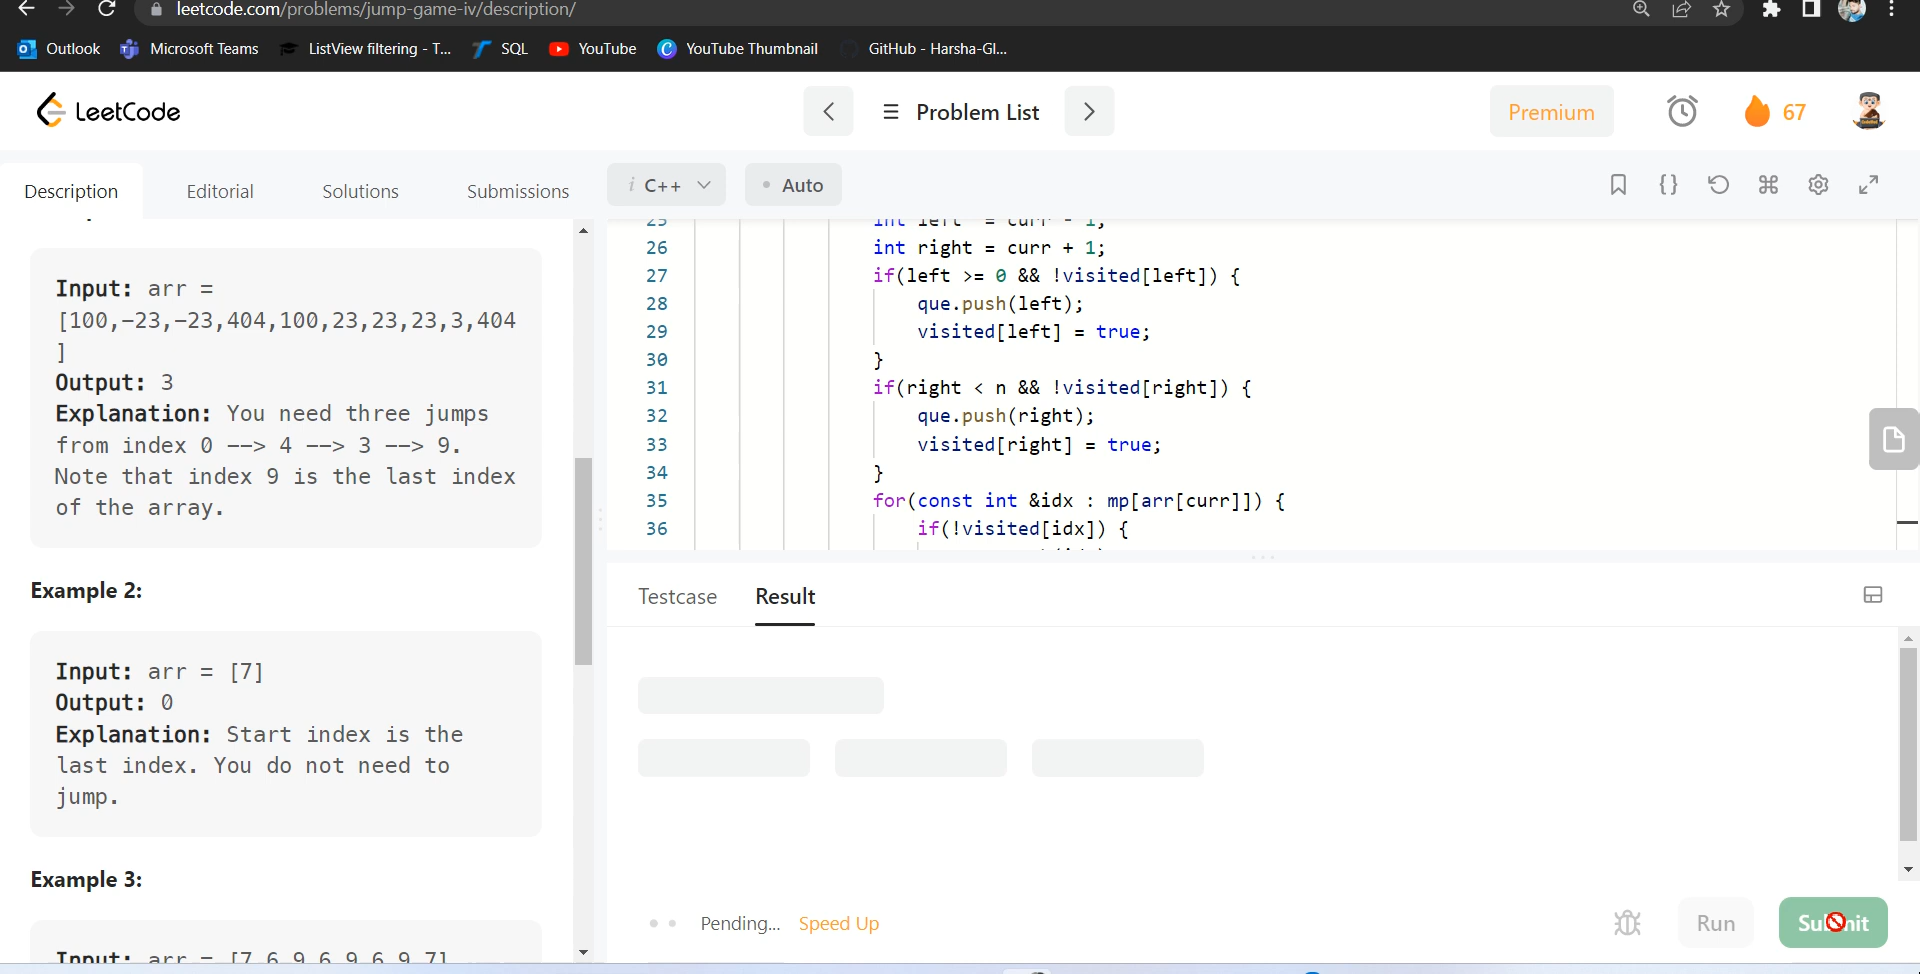 leetcode.com/problems/jump-game-iv/description/
Outlook
Microsoft Teams
ListView filtering - T...
SQL
YouTube
YouTube Thumbnail
GitHub - Harsha-Gl...
LeetCode
Problem List
Premium
67
Description
Editorial
Solutions
Submissions
i C++
Auto
Input: arr =
[100,-23,-23,404,100,23,23,23,3,404
]
Output: 3
Explanation: You need three jumps
from index 0 --> 4 --> 3 --> 9.
Note that index 9 is the last index
of the array.
Example 2:
Input: arr = [7]
Output: 0
Explanation: Start index is the
last index. You do not need to
jump.
Example 3:
Input: arr = [7,6,9,6,9,6,9,7]
25 int left = curr - 1;
26 int right = curr + 1;
27 if(left >= 0 && !visited[left]) {
28 que.push(left);
29 visited[left] = true;
30 }
31 if(right < n && !visited[right]) {
32 que.push(right);
33 visited[right] = true;
34 }
35 for(const int &idx : mp[arr[curr]]) {
36 if(!visited[idx]) {
Testcase
Result
Pending...
Speed Up
Run
Submit